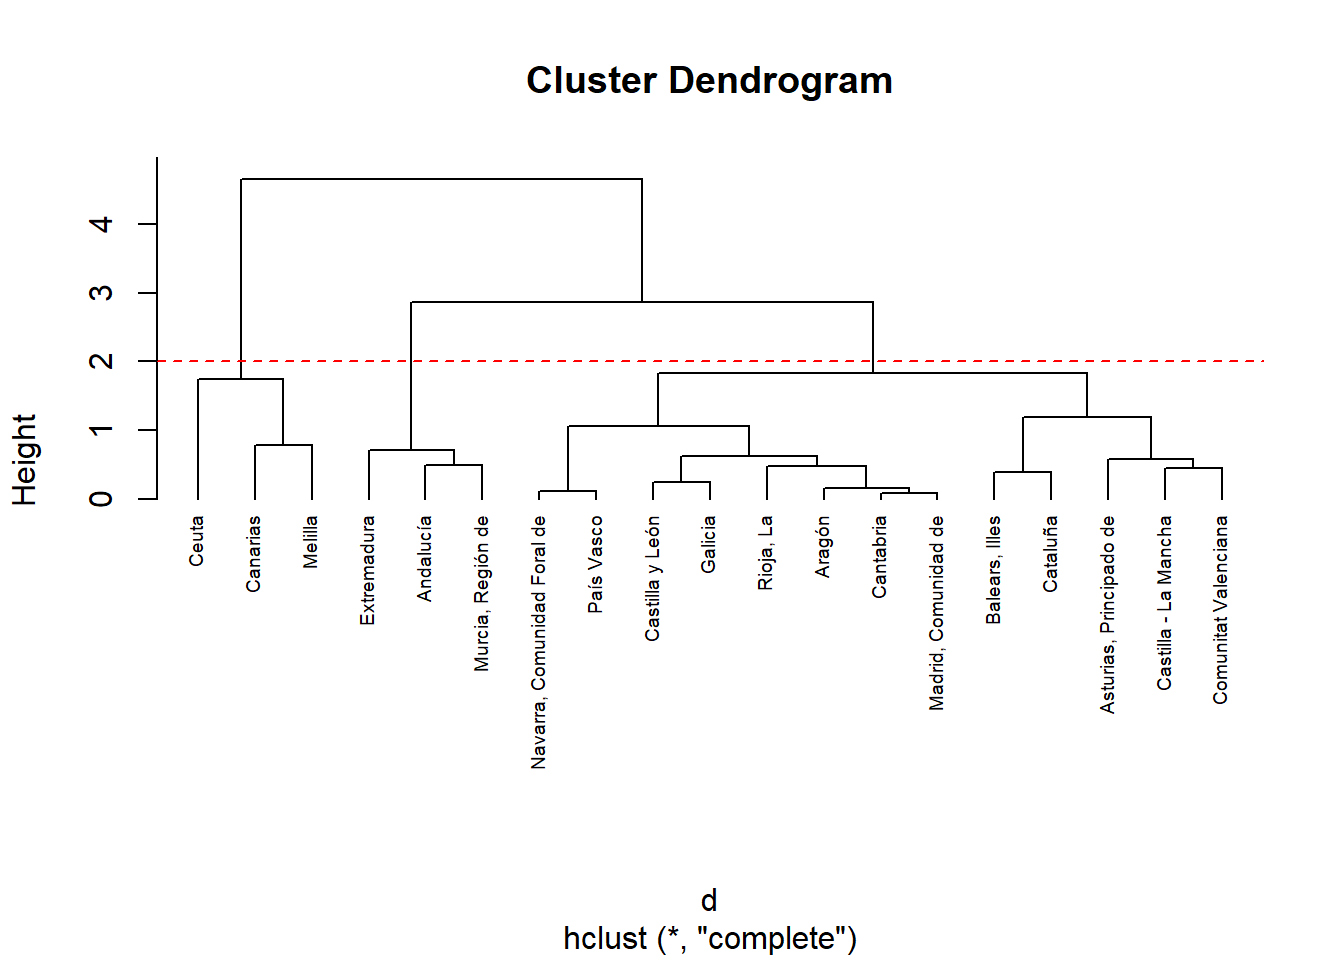 Cluster Dendrogram
Height
4
3
2
1
0
Ceuta
Canarias
Melilla
Extremadura
Andalucía
Murcia, Región de
Navarra, Comunidad Foral de
País Vasco
Castilla y León
Galicia
Rioja, La
Aragón
Cantabria
Madrid, Comunidad de
Balears, Illes
Cataluña
Asturias, Principado de
Castilla - La Mancha
Comunitat Valenciana
d
hclust (*, "complete")